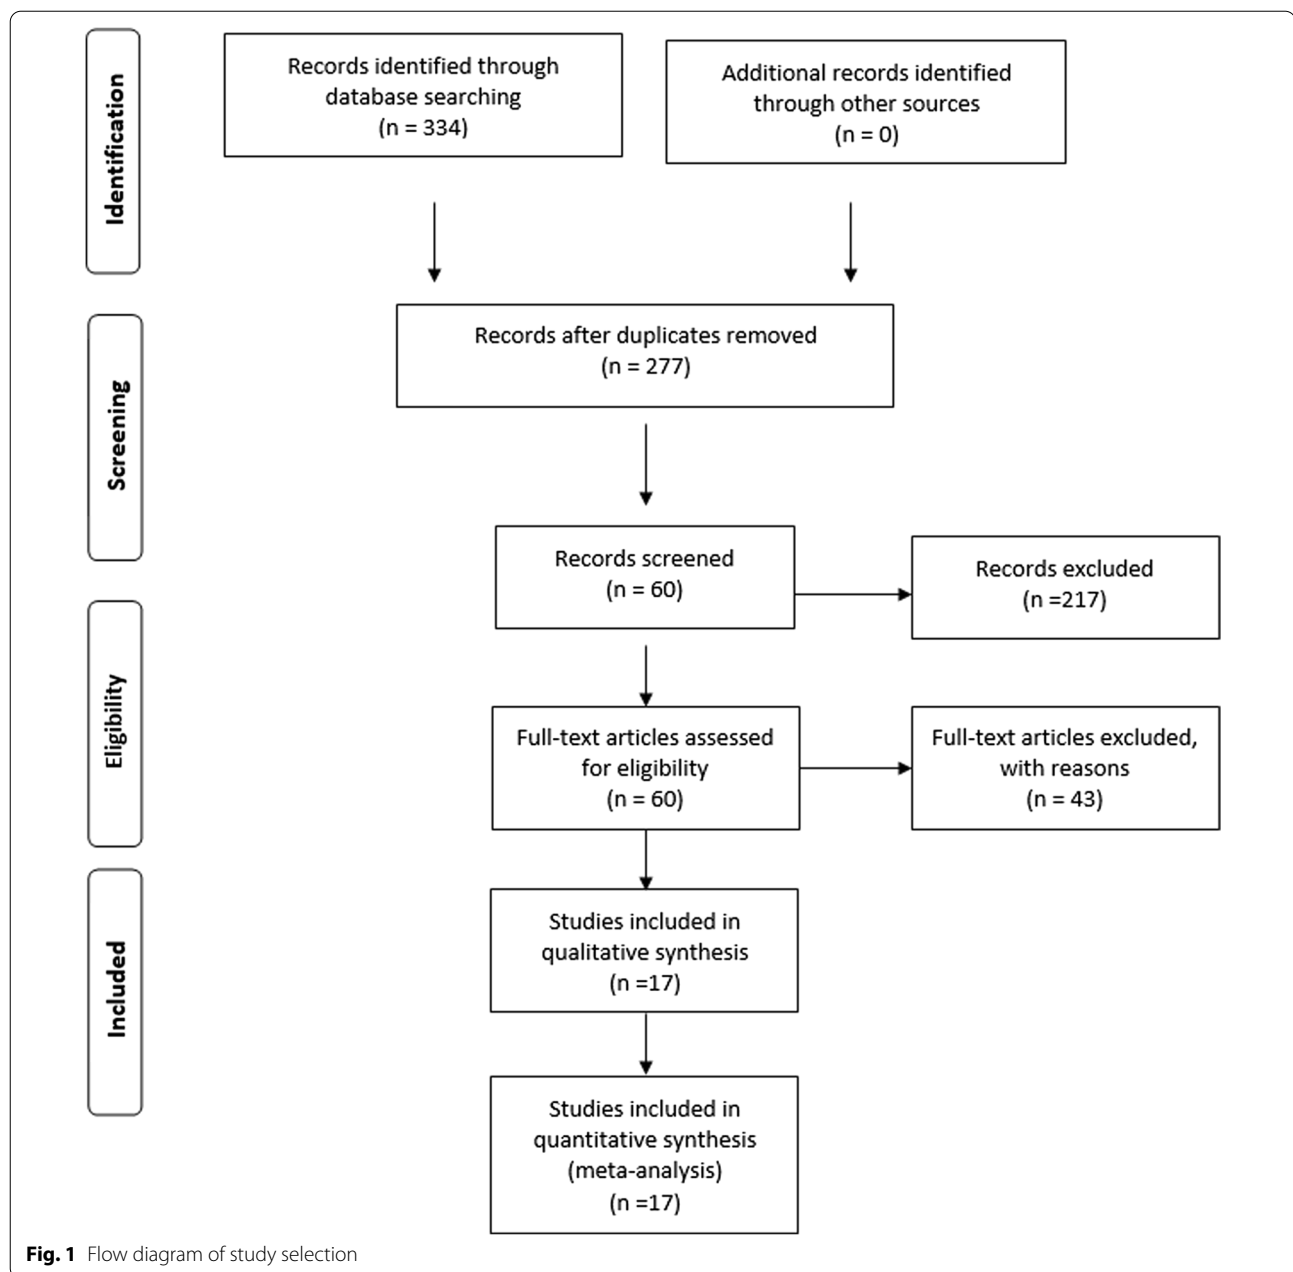 Identification
Records identified through
database searching
(n = 334)
Additional records identified
through other sources
(n = 0)
Screening
Records after duplicates removed
(n = 277)
Records screened
(n = 60)
Records excluded
(n =217)
Eligibility
Full-text articles assessed
for eligibility
(n = 60)
Full-text articles excluded,
with reasons
(n = 43)
Included
Studies included in
qualitative synthesis
(n =17)
Studies included in
quantitative synthesis
(meta-analysis)
(n =17)
Fig. 1 Flow diagram of study selection